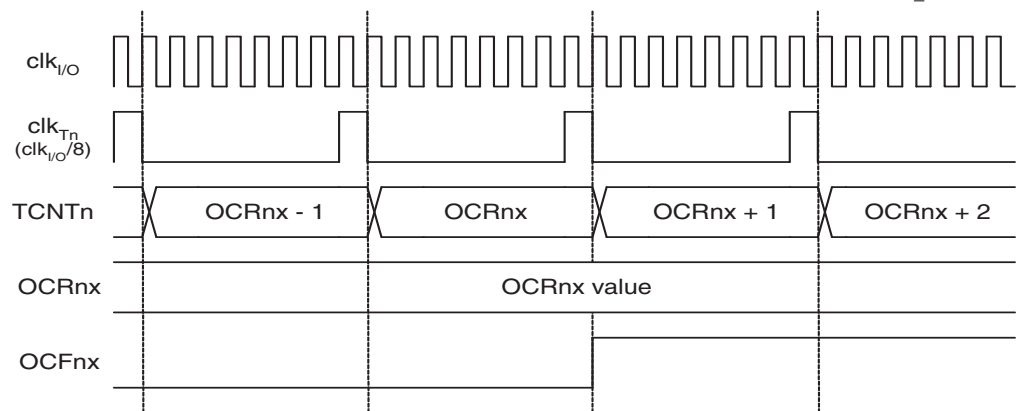 clkI/O
clkTn
(clkI/O/8)
TCNTn OCRnx - 1 OCRnx OCRnx + 1 OCRnx + 2
OCRnx OCRnx value
OCFnx